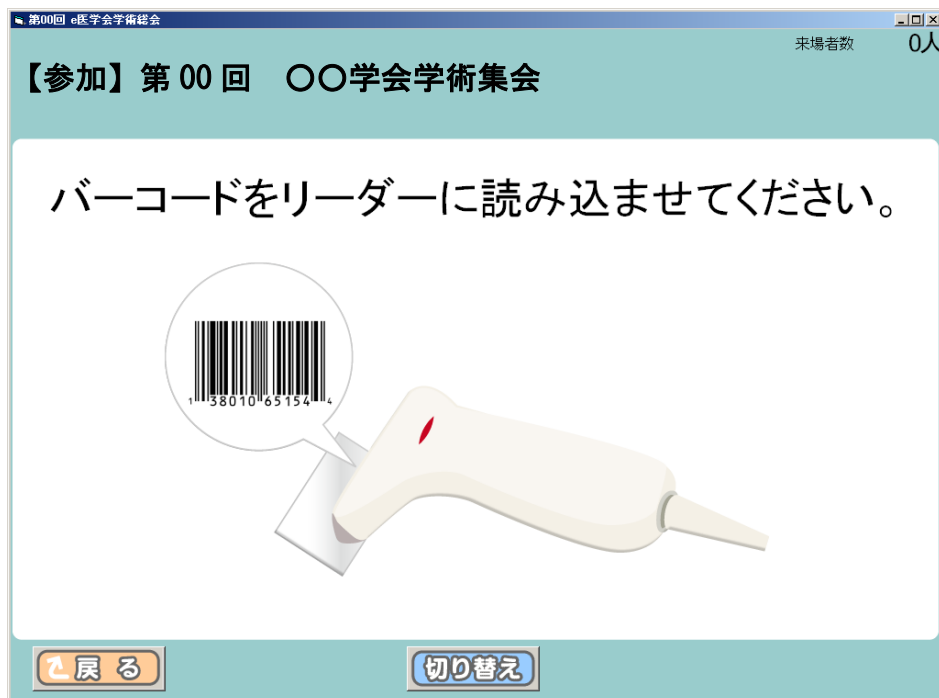 第00回 e医学会学術総会
来場者数 0人
【参加】第 00 回 〇〇学会学術集会
バーコードをリーダーに読み込ませてください。
1 38010 65154 4
戻る
切り替え